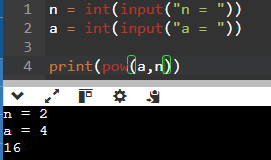 1 n = int(input("n = "))
2 a = int(input("a = "))
3
4 print(pow(a,n))
n = 2
a = 4
16